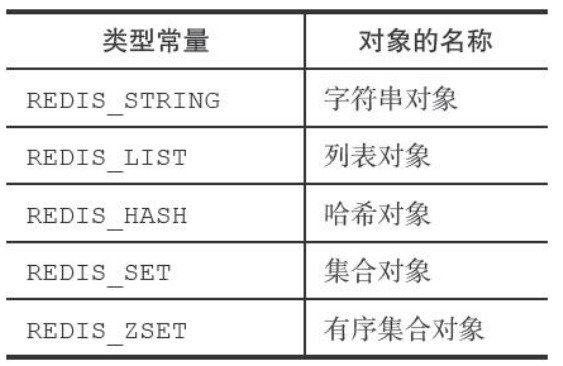 类型常量 对象的名称
REDIS_STRING 字符串对象
REDIS_LIST 列表对象
REDIS_HASH 哈希对象
REDIS_SET 集合对象
REDIS_ZSET 有序集合对象